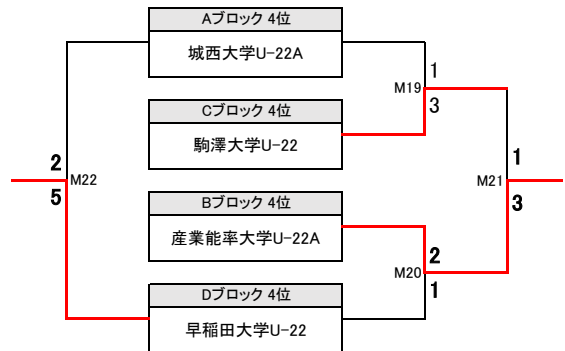 Aブロック 4位
城西大学U-22A
1
M19
3
Cブロック 4位
駒澤大学U-22
2
M22
5
1
M21
3
Bブロック 4位
産業能率大学U-22A
2
M20
1
Dブロック 4位
早稲田大学U-22